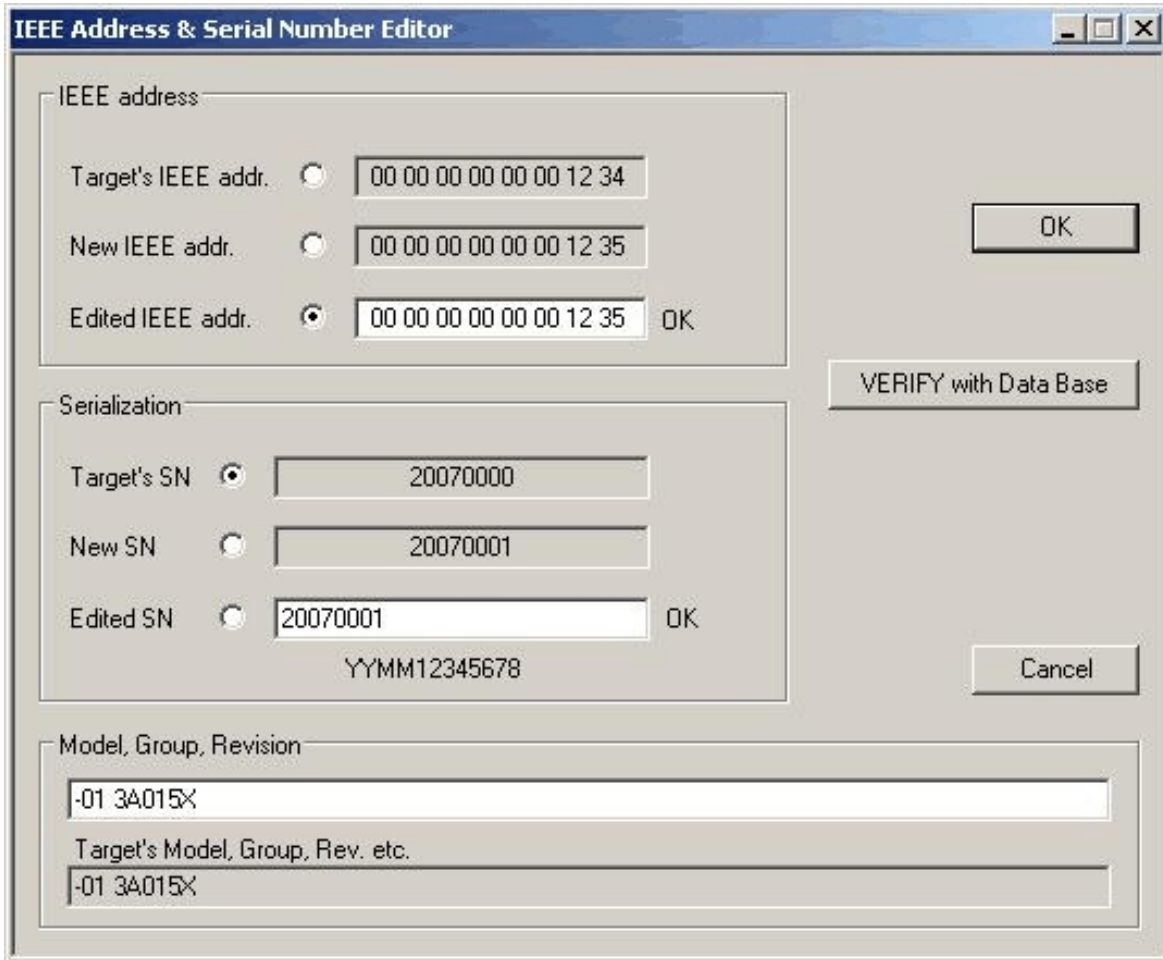 IEEE Address & Serial Number Editor
IEEE address
Target's IEEE addr. 00 00 00 00 00 00 12 34
New IEEE addr. 00 00 00 00 00 00 12 35
Edited IEEE addr. 00 00 00 00 00 00 12 35 OK
OK
VERIFY with Data Base
Serialization
Target's SN 20070000
New SN 20070001
Edited SN 20070001 OK
YYMM12345678
Cancel
Model, Group, Revision
-01 3A015X
Target's Model, Group, Rev. etc.
-01 3A015X